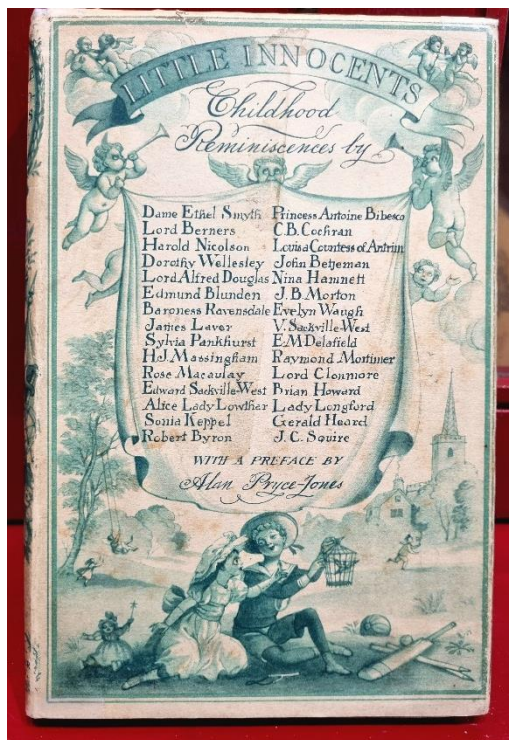 LITTLE INNOCENTS
Childhood
Reminiscences by
Dame Ethel Smyth
Lord Berners
Harold Nicolson
Dorothy Wellesley
Lord Alfred Douglas
Edmund Blunden
Baroness Ravensdale
James Laver
Sylvia Pankhurst
H.J. Massingham
Rose Macaulay
Edward Sackville-West
Alice Lady Lowther
Sonia Keppel
Robert Byron
Princess Antoine Bibesco
C.B. Cochran
Louisa Countess of Antrim
John Betjeman
Nina Hamnett
J.B. Morton
Evelyn Waugh
V. Sackville-West
E.M Delafield
Raymond Mortimer
Lord Clonmore
Brian Howard
Lady Longford
Gerald Heard
J.C. Squire
WITH A PREFACE BY
Alan Pryce-Jones